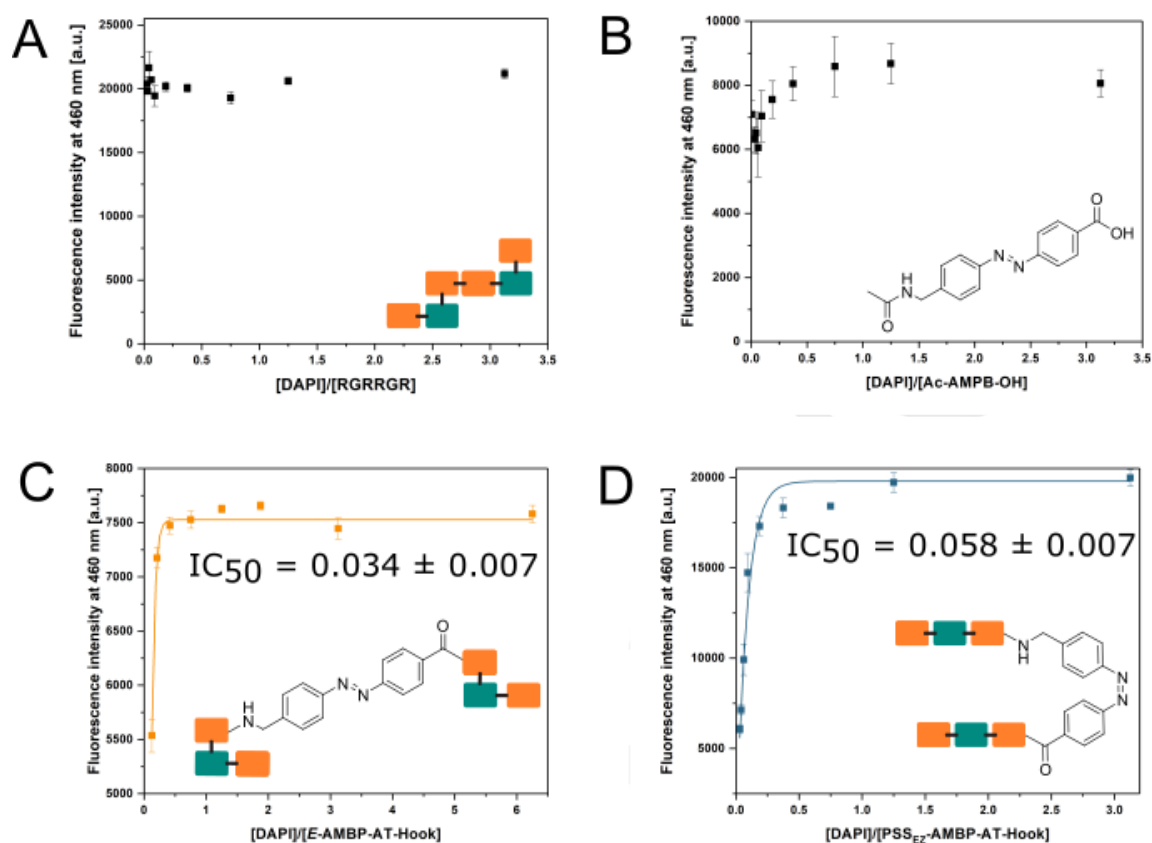 A
Fluorescence intensity at 460 nm [a.u.]
25000
20000
15000
10000
5000
0
0.0 0.5 1.0 1.5 2.0 2.5 3.0 3.5
[DAPI]/[RGRRGR]
B
Fluorescence intensity at 460 nm [a.u.]
10000
8000
6000
4000
2000
0
O
OH
N
N
H
N
O
0.0 0.5 1.0 1.5 2.0 2.5 3.0 3.5
[DAPI]/[Ac-AMPB-OH]
C
Fluorescence intensity at 460 nm [a.u.]
8000
7500
7000
6500
6000
5500
5000
IC50 = 0.034 ± 0.007
O
N
N
H
N
0 1 2 3 4 5 6
[DAPI]/[E-AMBP-AT-Hook]
D
Fluorescence intensity at 460 nm [a.u.]
20000
15000
10000
5000
IC50 = 0.058 ± 0.007
N
H
N
N
O
0.0 0.5 1.0 1.5 2.0 2.5 3.0
[DAPI]/[PSSEZ-AMBP-AT-Hook]